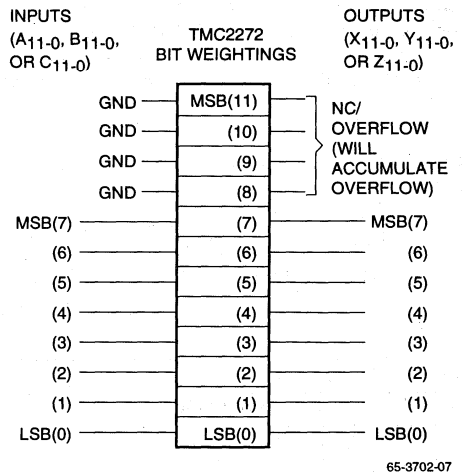 INPUTS
(A11-0, B11-0,
OR C11-0)
TMC2272
BIT WEIGHTINGS
OUTPUTS
(X11-0, Y11-0,
OR Z11-0)
GND MSB(11)
GND (10)
GND (9)
GND (8)
NC/
OVERFLOW
(WILL
ACCUMULATE
OVERFLOW)
MSB(7) (7) MSB(7)
(6) (6) (6)
(5) (5) (5)
(4) (4) (4)
(3) (3) (3)
(2) (2) (2)
(1) (1) (1)
LSB(0) LSB(0) LSB(0)
65-3702-07